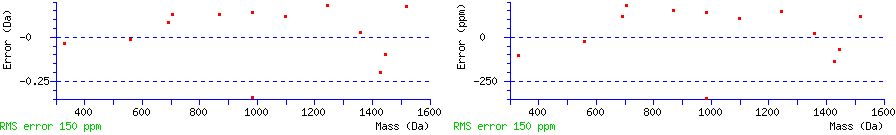 Error (Da)
-0
-0.25
400 600 800 1000 1200 1400 1600
RMS error 150 ppm Mass (Da)
Error (ppm)
0
-250
400 600 800 1000 1200 1400 1600
RMS error 150 ppm Mass (Da)